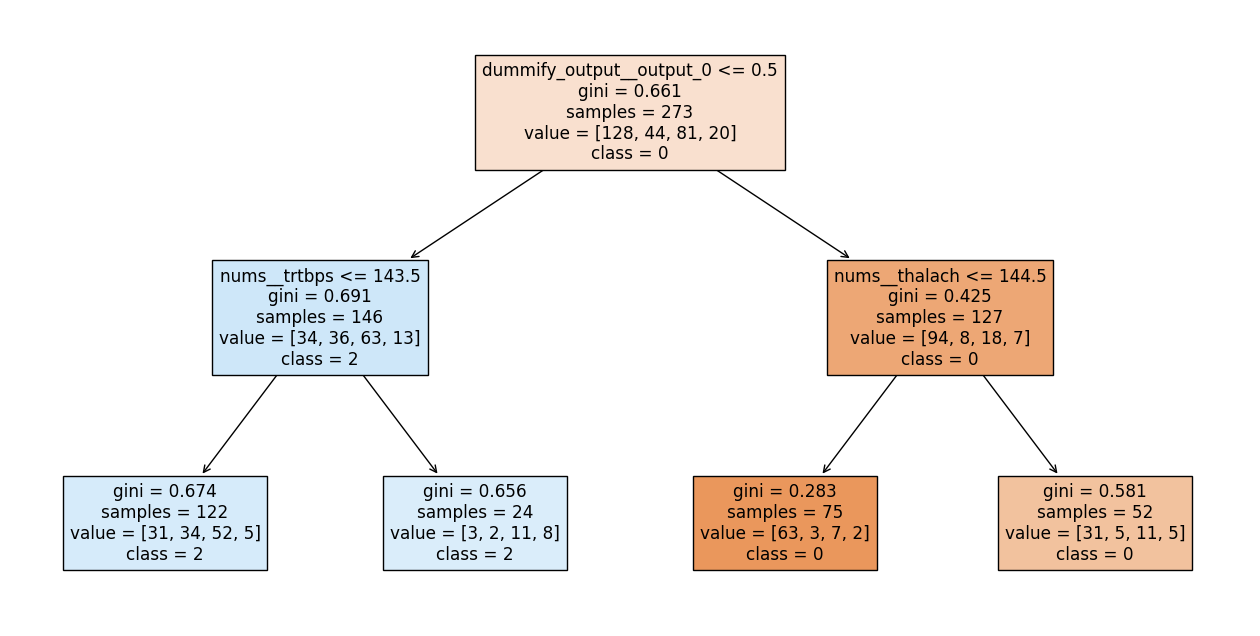 dummify_output__output_0 <= 0.5
gini = 0.661
samples = 273
value = [128, 44, 81, 20]
class = 0
nums__trtbps <= 143.5
gini = 0.691
samples = 146
value = [34, 36, 63, 13]
class = 2
nums__thalach <= 144.5
gini = 0.425
samples = 127
value = [94, 8, 18, 7]
class = 0
gini = 0.674
samples = 122
value = [31, 34, 52, 5]
class = 2
gini = 0.656
samples = 24
value = [3, 2, 11, 8]
class = 2
gini = 0.283
samples = 75
value = [63, 3, 7, 2]
class = 0
gini = 0.581
samples = 52
value = [31, 5, 11, 5]
class = 0